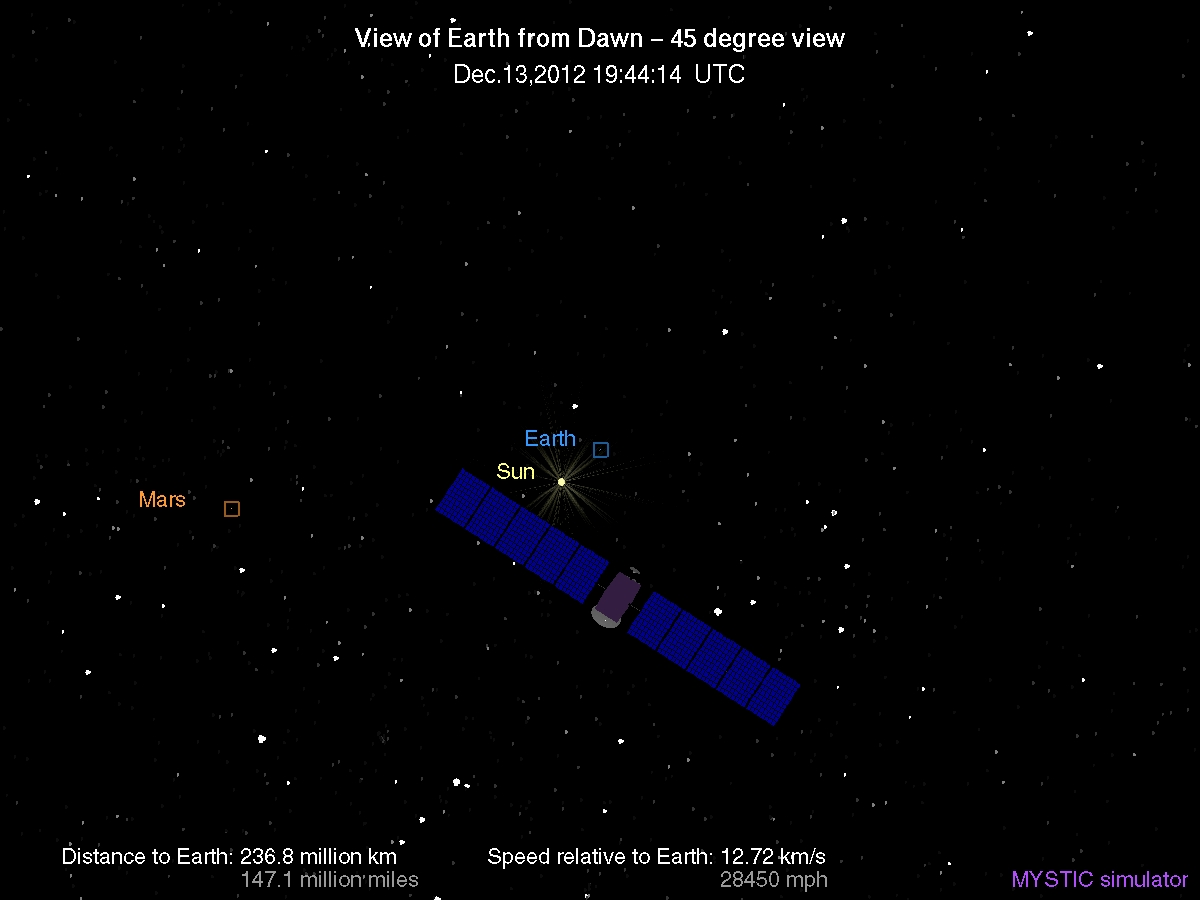 View of Earth from Dawn – 45 degree view
Dec.13,2012 19:44:14 UTC
Earth
Sun
Mars
Distance to Earth: 236.8 million km
147.1 million miles
Speed relative to Earth: 12.72 km/s
28450 mph
MYSTIC simulator